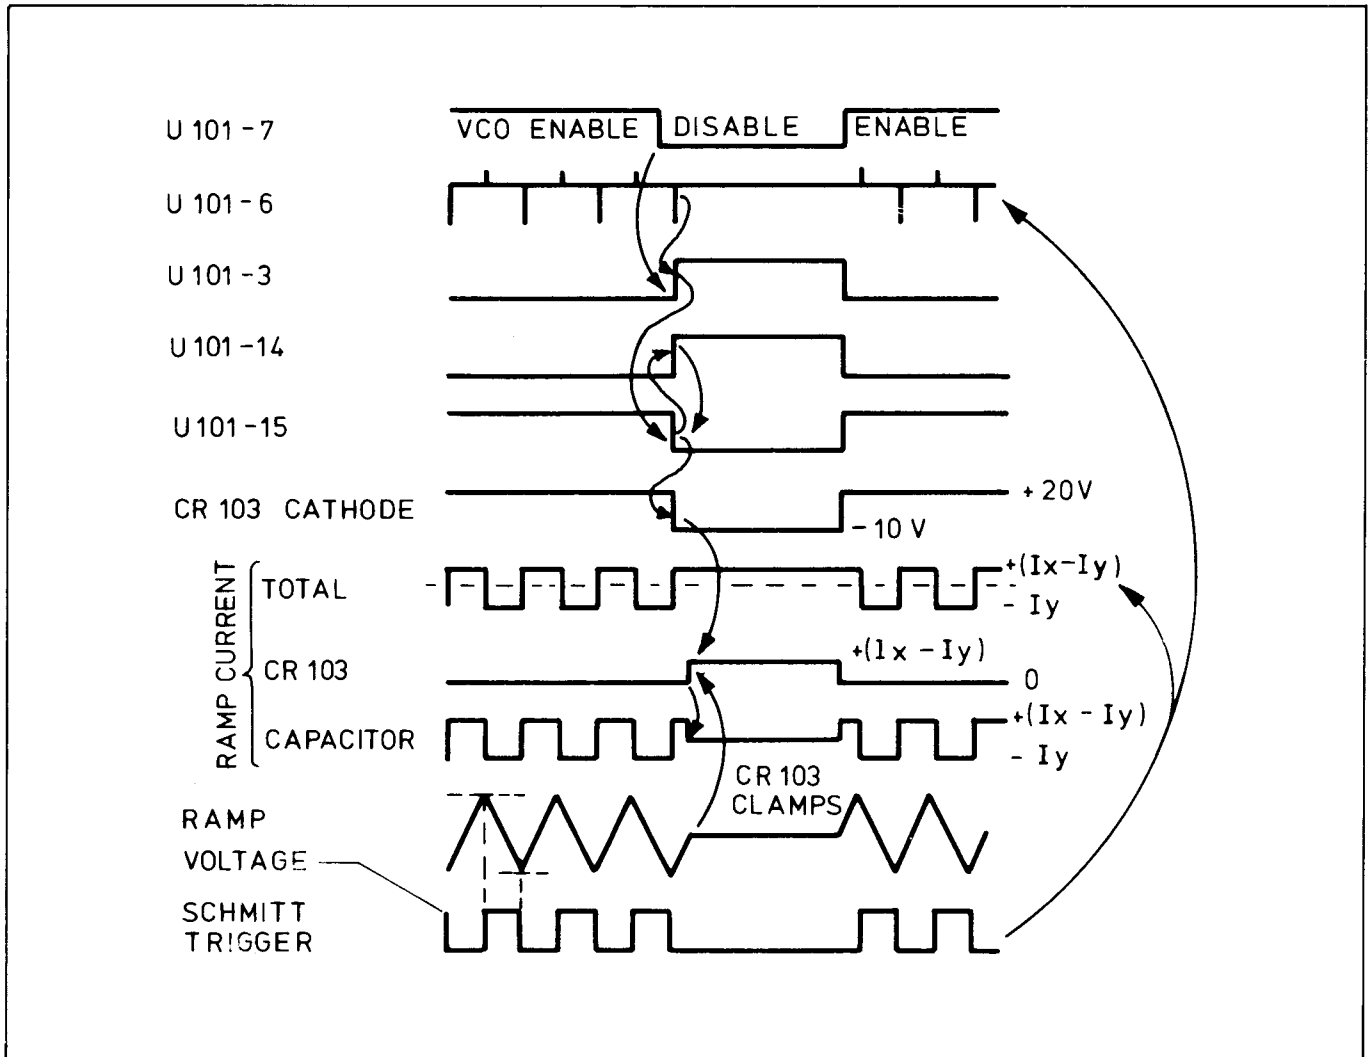 U 101-7
VCO ENABLE DISABLE ENABLE
U 101-6
U 101-3
U 101-14
U101-15
CR 103 CATHODE
+20V
-10 V
RAMP CURRENT
TOTAL
+(Ix-Iy)
- Iy
CR 103
+(Ix - Iy)
0
CAPACITOR
+(Ix - Iy)
- Iy
CR 103
CLAMPS
RAMP
VOLTAGE
SCHMITT
TRIGGER